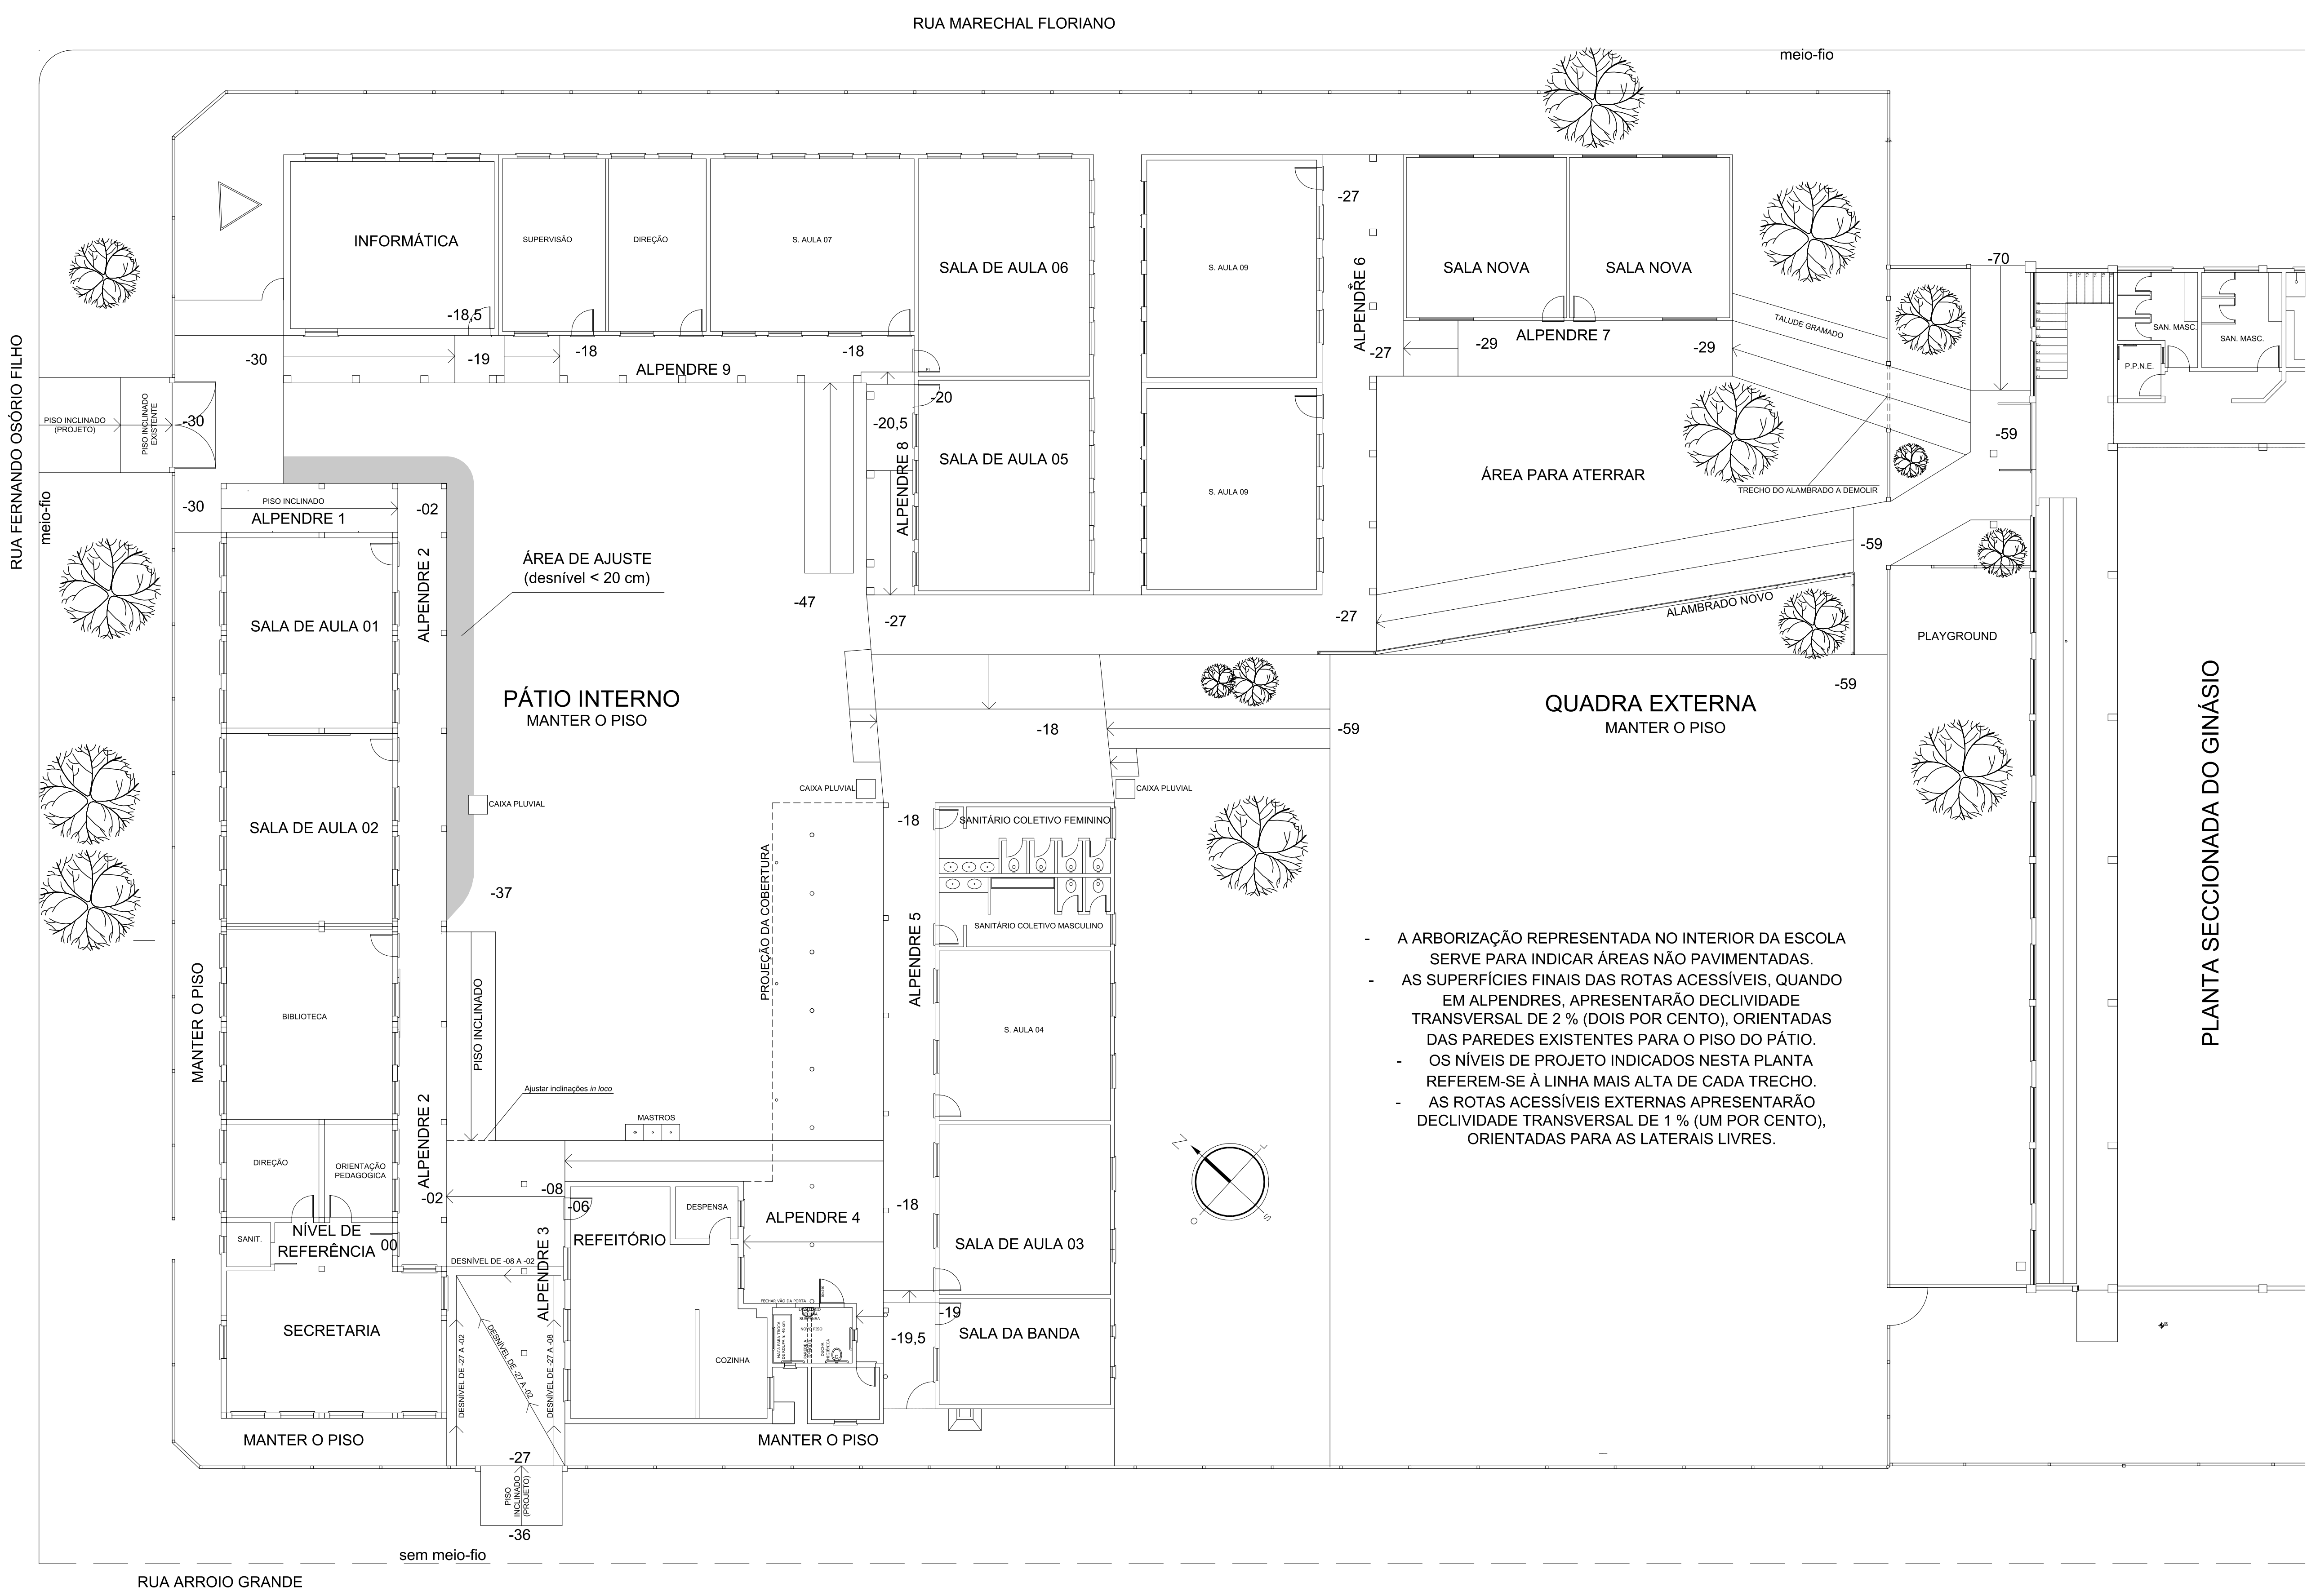 RUA MARECHAL FLORIANO
meio-fio
RUA FERNANDO OSÓRIO FILHO
meio-fio
INFORMÁTICA
SUPERVISÃO
DIREÇÃO
S. AULA 07
SALA DE AULA 06
S. AULA 09
-27
ALPENDRE 6
SALA NOVA
SALA NOVA
-70
-18,5
-30
-19
-18
ALPENDRE 9
-18
-27
-29
ALPENDRE 7
-29
TALUDE GRAMADO
SAN. MASC.
SAN. MASC.
P.P.N.E.
PISO INCLINADO
(PROJETO)
PISO INCLINADO
EXISTENTE
-30
-20
-20,5
ALPENDRE 8
SALA DE AULA 05
S. AULA 09
ÁREA PARA ATERRAR
TRECHO DO ALAMBRADO A DEMOLIR
-59
-30
PISO INCLINADO
ALPENDRE 1
-02
ALPENDRE 2
ÁREA DE AJUSTE
(desnível < 20 cm)
-59
-47
-27
-27
ALAMBRADO NOVO
SALA DE AULA 01
PLAYGROUND
-59
PÁTIO INTERNO
MANTER O PISO
-18
-59
QUADRA EXTERNA
MANTER O PISO
PLANTA SECCIONADA DO GINÁSIO
CAIXA PLUVIAL
CAIXA PLUVIAL
CAIXA PLUVIAL
SALA DE AULA 02
-37
PROJEÇÃO DA COBERTURA
-18
SANITÁRIO COLETIVO FEMININO
SANITÁRIO COLETIVO MASCULINO
ALPENDRE 5
- A ARBORIZAÇÃO REPRESENTADA NO INTERIOR DA ESCOLA
SERVE PARA INDICAR ÁREAS NÃO PAVIMENTADAS.
- AS SUPERFÍCIES FINAIS DAS ROTAS ACESSÍVEIS, QUANDO
EM ALPENDRES, APRESENTARÃO DECLIVIDADE
TRANSVERSAL DE 2 % (DOIS POR CENTO), ORIENTADAS
DAS PAREDES EXISTENTES PARA O PISO DO PÁTIO.
- OS NÍVEIS DE PROJETO INDICADOS NESTA PLANTA
REFEREM-SE À LINHA MAIS ALTA DE CADA TRECHO.
- AS ROTAS ACESSÍVEIS EXTERNAS APRESENTARÃO
DECLIVIDADE TRANSVERSAL DE 1 % (UM POR CENTO),
ORIENTADAS PARA AS LATERAIS LIVRES.
MANTER O PISO
BIBLIOTECA
PISO INCLINADO
Ajustar inclinações in loco
MASTROS
S. AULA 04
ALPENDRE 2
DIREÇÃO
ORIENTAÇÃO
PEDAGOGICA
-02
-08
-06
DESPENSA
REFEITÓRIO
ALPENDRE 4
-18
N
L
O
S
SANIT.
NÍVEL DE
REFERÊNCIA
00
DESNÍVEL DE -08 A -02
ALPENDRE 3
SALA DE AULA 03
SECRETARIA
DESNÍVEL DE -27 A -02
DESNÍVEL DE -27 A -02
DESNÍVEL DE -27 A -08
FECHAR VÃO DA PORTA
NOVO PISO
COZINHA
-19
-19,5
SALA DA BANDA
MANTER O PISO
MANTER O PISO
-27
PISO
INCLINADO
(PROJETO)
-36
sem meio-fio
RUA ARROIO GRANDE